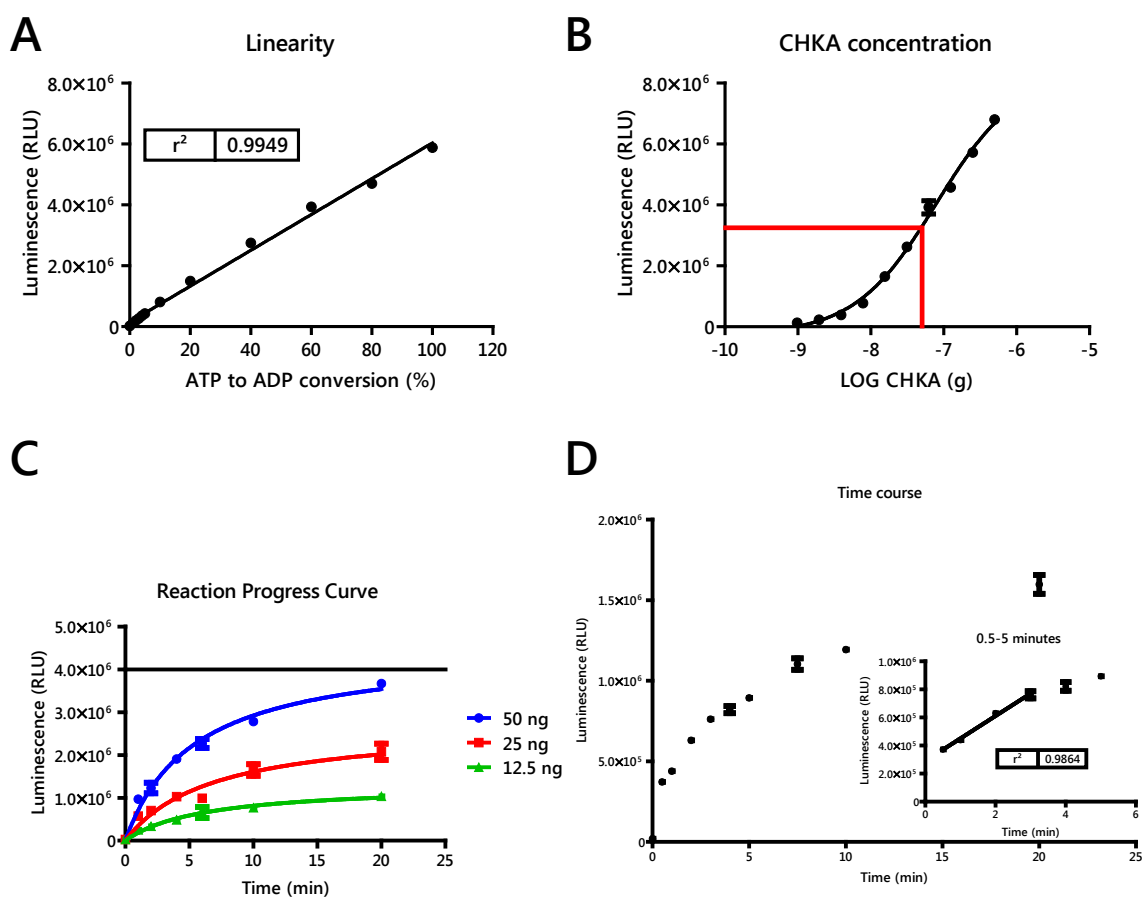 A
Linearity
Luminescence (RLU)
8.0×10⁶
6.0×10⁶
4.0×10⁶
2.0×10⁶
0
r² 0.9949
0 20 40 60 80 100 120
ATP to ADP conversion (%)
B
CHKA concentration
Luminescence (RLU)
8.0×10⁶
6.0×10⁶
4.0×10⁶
2.0×10⁶
0
-10 -9 -8 -7 -6 -5
LOG CHKA (g)
C
Reaction Progress Curve
Luminescence (RLU)
5.0×10⁶
4.0×10⁶
3.0×10⁶
2.0×10⁶
1.0×10⁶
0
0 5 10 15 20 25
Time (min)
50 ng
25 ng
12.5 ng
D
Time course
Luminescence (RLU)
2.0×10⁶
1.5×10⁶
1.0×10⁶
5.0×10⁵
0
0 5 10 15 20 25
Time (min)
0.5-5 minutes
Luminescence (RLU)
1.0×10⁶
8.0×10⁵
6.0×10⁵
4.0×10⁵
2.0×10⁵
0
r² 0.9864
0 2 4 6
Time (min)